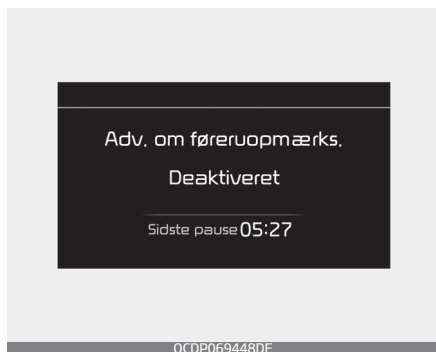 Adv. om føreruopmærks.
Deaktiveret
Sidste pause 05:27
OCDP069448DE